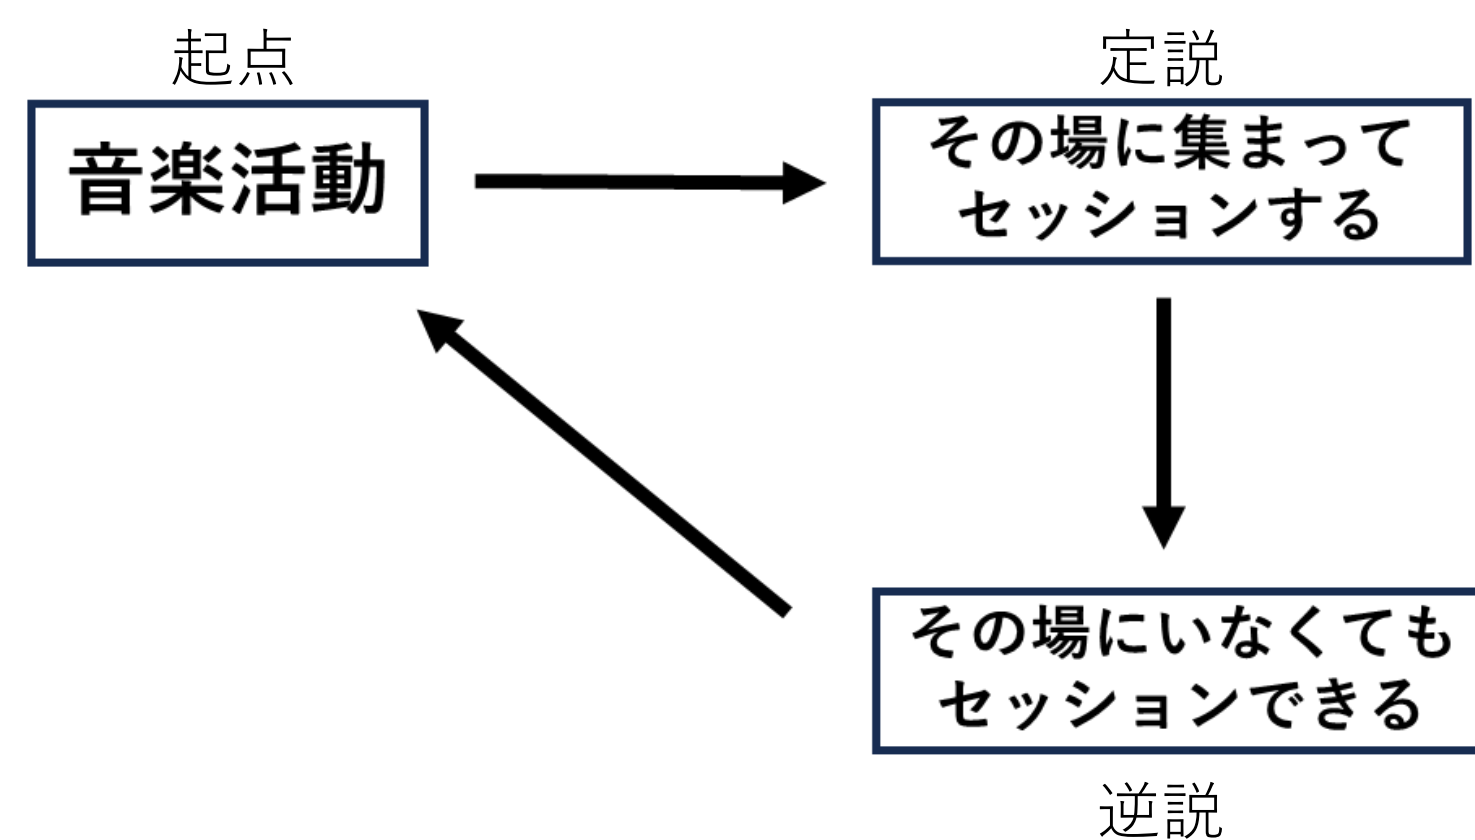 起点
音楽活動
定説
その場に集まって
セッションする
その場にいなくても
セッションできる
逆説